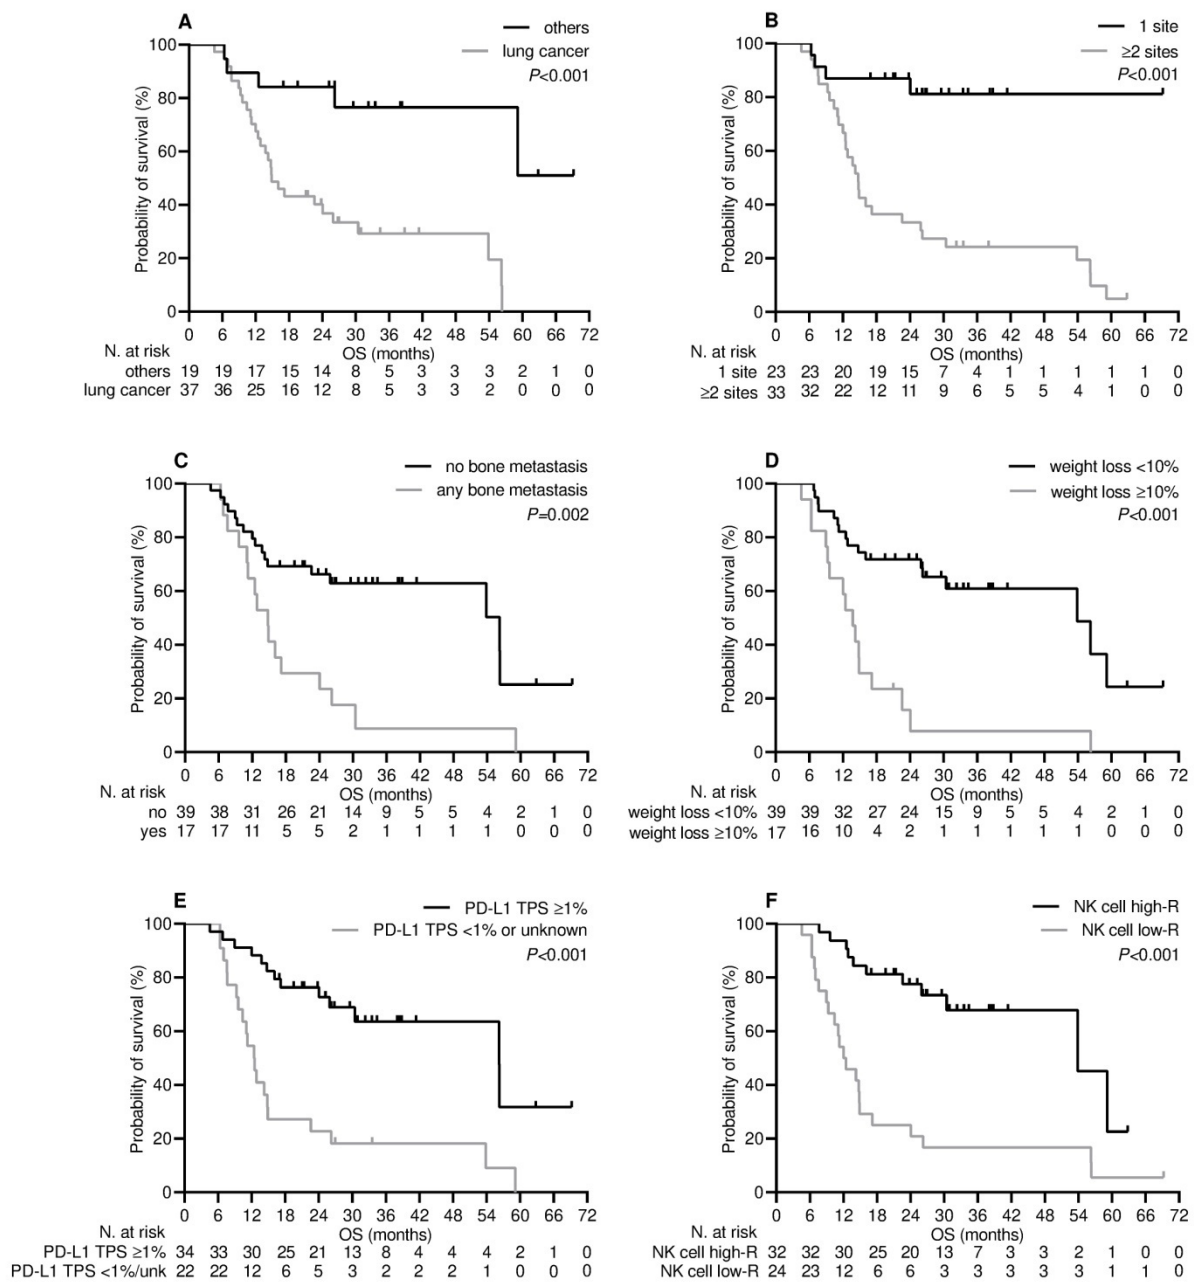 A
others
lung cancer
P<0.001
Probability of survival (%)
100
80
60
40
20
0
0 6 12 18 24 30 36 42 48 54 60 66 72
N. at risk OS (months)
others 19 19 17 15 14 8 5 3 3 3 2 1 0
lung cancer 37 36 25 16 12 8 5 3 3 2 0 0 0
B
1 site
≥2 sites
P<0.001
Probability of survival (%)
100
80
60
40
20
0
0 6 12 18 24 30 36 42 48 54 60 66 72
N. at risk OS (months)
1 site 23 23 20 19 15 7 4 1 1 1 1 1 0
≥2 sites 33 32 22 12 11 9 6 5 5 4 1 0 0
C
no bone metastasis
any bone metastasis
P=0.002
Probability of survival (%)
100
80
60
40
20
0
0 6 12 18 24 30 36 42 48 54 60 66 72
N. at risk OS (months)
no 39 38 31 26 21 14 9 5 5 4 2 1 0
yes 17 17 11 5 5 2 1 1 1 1 0 0 0
D
weight loss <10%
weight loss ≥10%
P<0.001
Probability of survival (%)
100
80
60
40
20
0
0 6 12 18 24 30 36 42 48 54 60 66 72
N. at risk OS (months)
weight loss <10% 39 39 32 27 24 15 9 5 5 4 2 1 0
weight loss ≥10% 17 16 10 4 2 1 1 1 1 1 0 0 0
E
PD-L1 TPS ≥1%
PD-L1 TPS <1% or unknown
P<0.001
Probability of survival (%)
100
80
60
40
20
0
0 6 12 18 24 30 36 42 48 54 60 66 72
N. at risk OS (months)
PD-L1 TPS ≥1% 34 33 30 25 21 13 8 4 4 4 2 1 0
PD-L1 TPS <1%/unk 22 22 12 6 5 3 2 2 2 1 0 0 0
F
NK cell high-R
NK cell low-R
P<0.001
Probability of survival (%)
100
80
60
40
20
0
0 6 12 18 24 30 36 42 48 54 60 66 72
N. at risk OS (months)
NK cell high-R 32 32 30 25 20 13 7 3 3 2 1 0 0
NK cell low-R 24 23 12 6 6 3 3 3 3 3 1 1 0